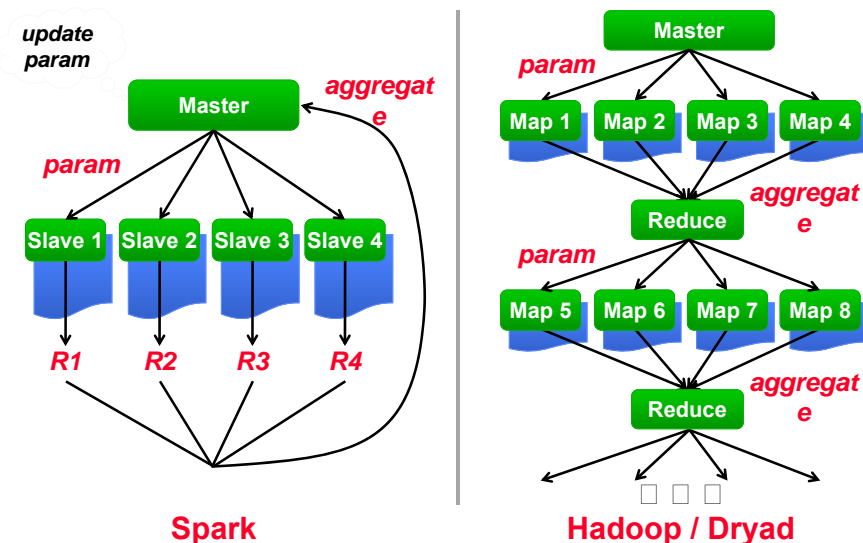 update
param
Master
aggregat
e
param
Slave 1 Slave 2 Slave 3 Slave 4
R1 R2 R3 R4
Spark
Master
param
Map 1 Map 2 Map 3 Map 4
aggregat
e
Reduce
param
Map 5 Map 6 Map 7 Map 8
aggregat
e
Reduce
Hadoop / Dryad